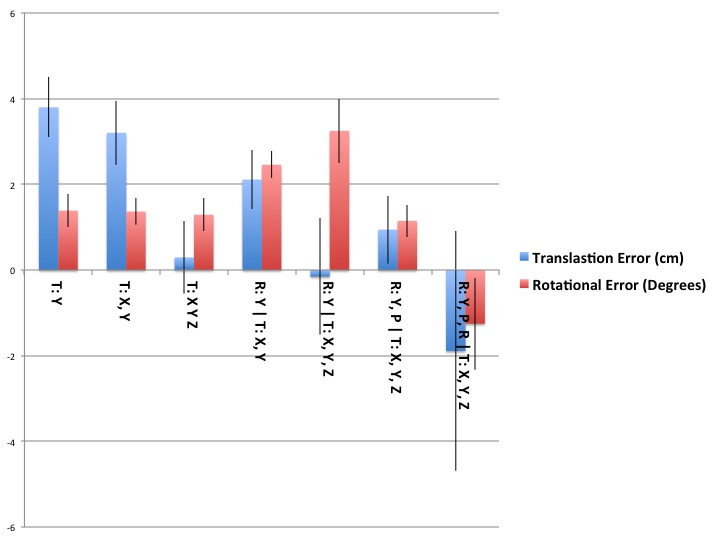 6
4
2
0
-2
-4
-6
T: Y
T: X, Y
T: X Y Z
R: Y | T: X, Y
R: Y | T: X, Y, Z
R: Y, P | T: X, Y, Z
R: Y, P R | T: X, Y, Z
Translastion Error (cm)
Rotational Error (Degrees)